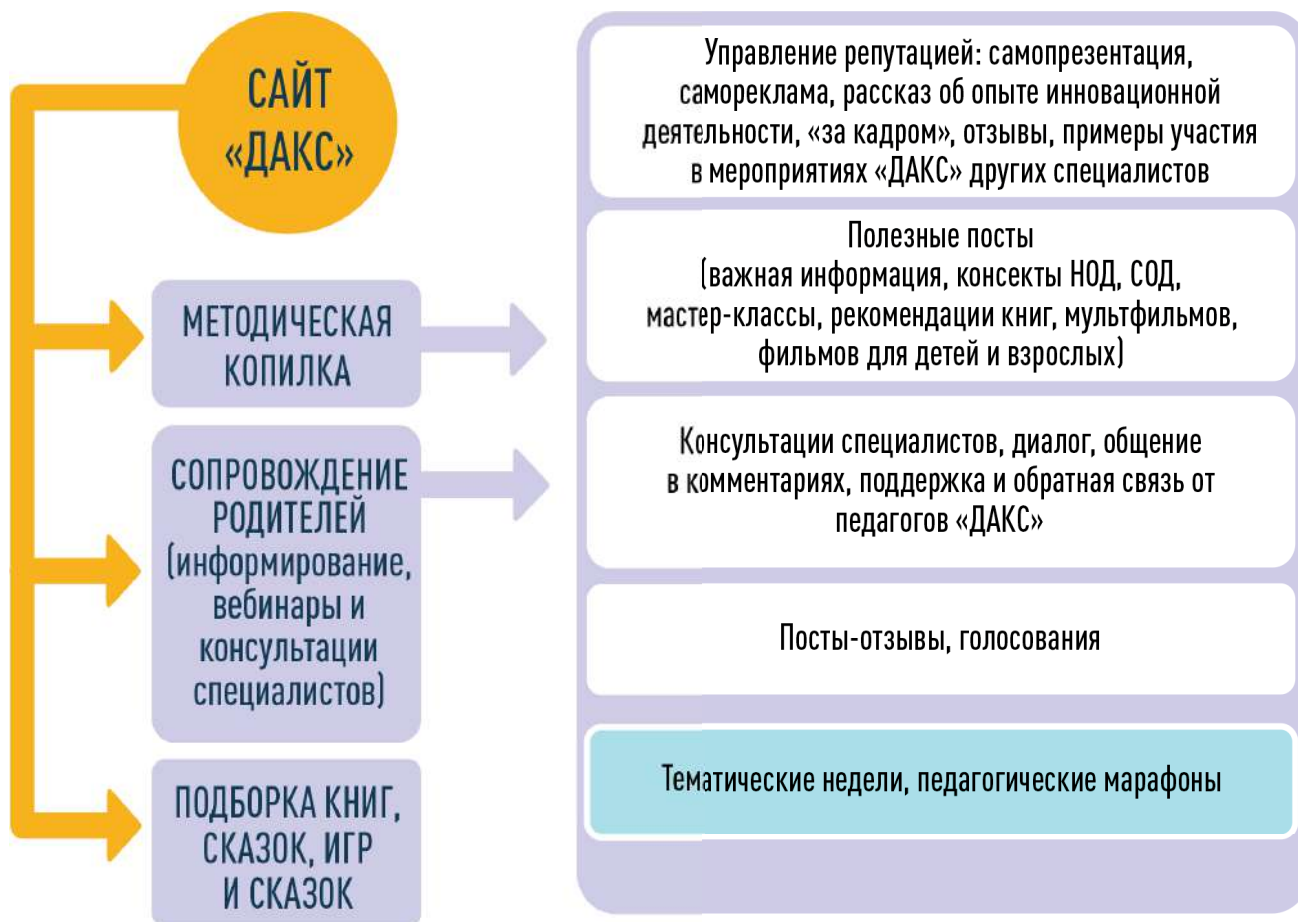 САЙТ
«ДАКС»
МЕТОДИЧЕСКАЯ
КОПИЛКА
СОПРОВОЖДЕНИЕ
РОДИТЕЛЕЙ
(информирование,
вебинары и
консультации
специалистов)
ПОДБОРКА КНИГ,
СКАЗОК, ИГР
И СКАЗОК
Управление репутацией: самопрезентация,
самореклама, рассказ об опыте инновационной
деятельности, «за кадром», отзывы, примеры участия
в мероприятиях «ДАКС» других специалистов
Полезные посты
(важная информация, консекты НОД, СОД,
мастер-классы, рекомендации книг, мультфильмов,
фильмов для детей и взрослых)
Консультации специалистов, диалог, общение
в комментариях, поддержка и обратная связь от
педагогов «ДАКС»
Посты-отзывы, голосования
Тематические недели, педагогические марафоны